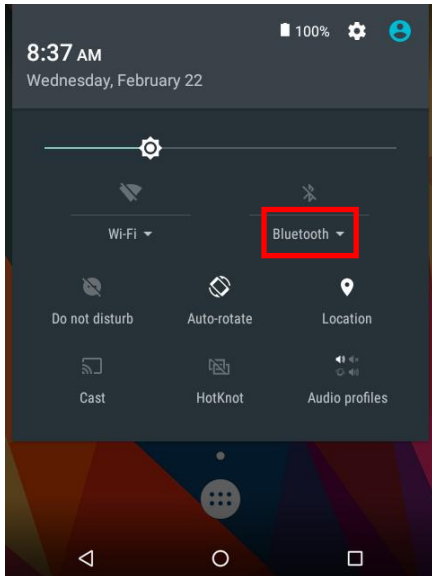 100%
8:37 AM
Wednesday, February 22
Wi-Fi
Bluetooth
Do not disturb
Auto-rotate
Location
Cast
HotKnot
Audio profiles